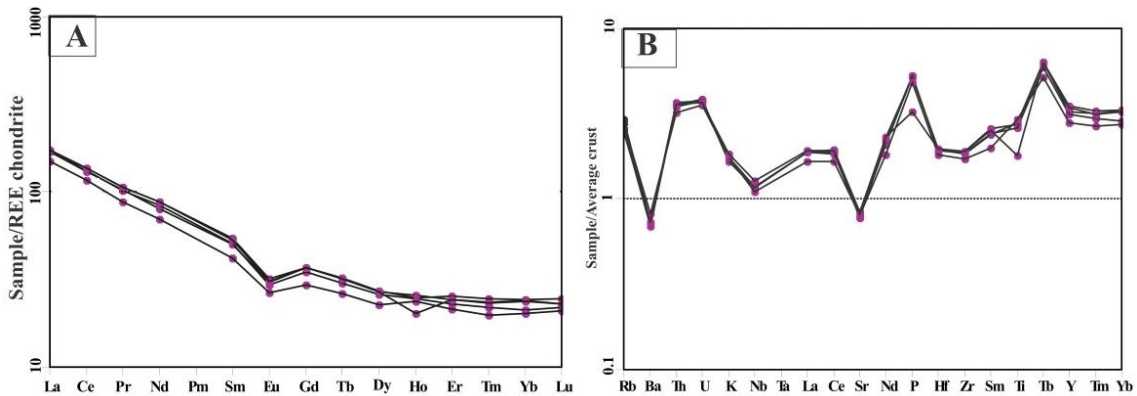 A
Sample/REE chondrite
1000
100
10
La Ce Pr Nd Pm Sm Eu Gd Tb Dy Ho Er Tm Yb Lu
B
Sample/Average crust
10
1
0.1
Rb Ba Th U K Nb Ta La Ce Sr Nd P Hf Zr Sm Ti Tb Y Tm Yb